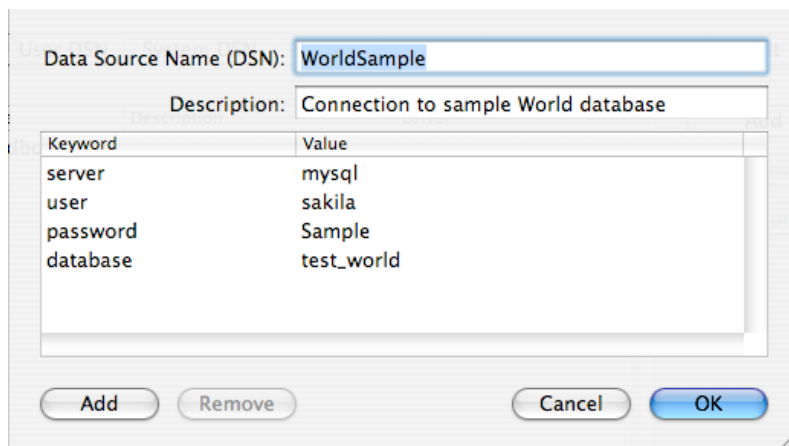 Data Source Name (DSN): WorldSample
Description: Connection to sample World database
Keyword Value
server mysql
user sakila
password Sample
database test_world
Add Remove Cancel OK